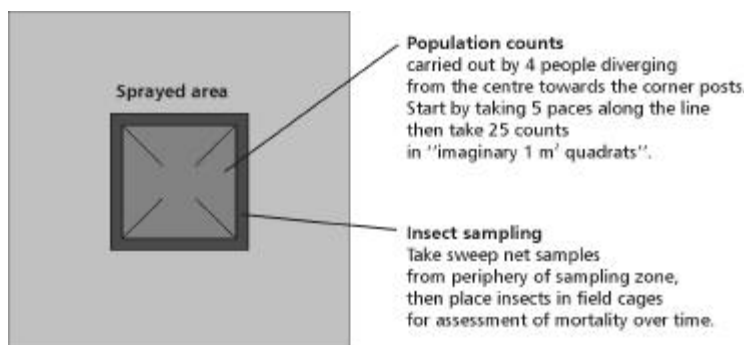 Sprayed area
Population counts
carried out by 4 people diverging
from the centre towards the corner posts.
Start by taking 5 paces along the line
then take 25 counts
in ''imaginary 1 m² quadrats''.
Insect sampling
Take sweep net samples
from periphery of sampling zone,
then place insects in field cages
for assessment of mortality over time.